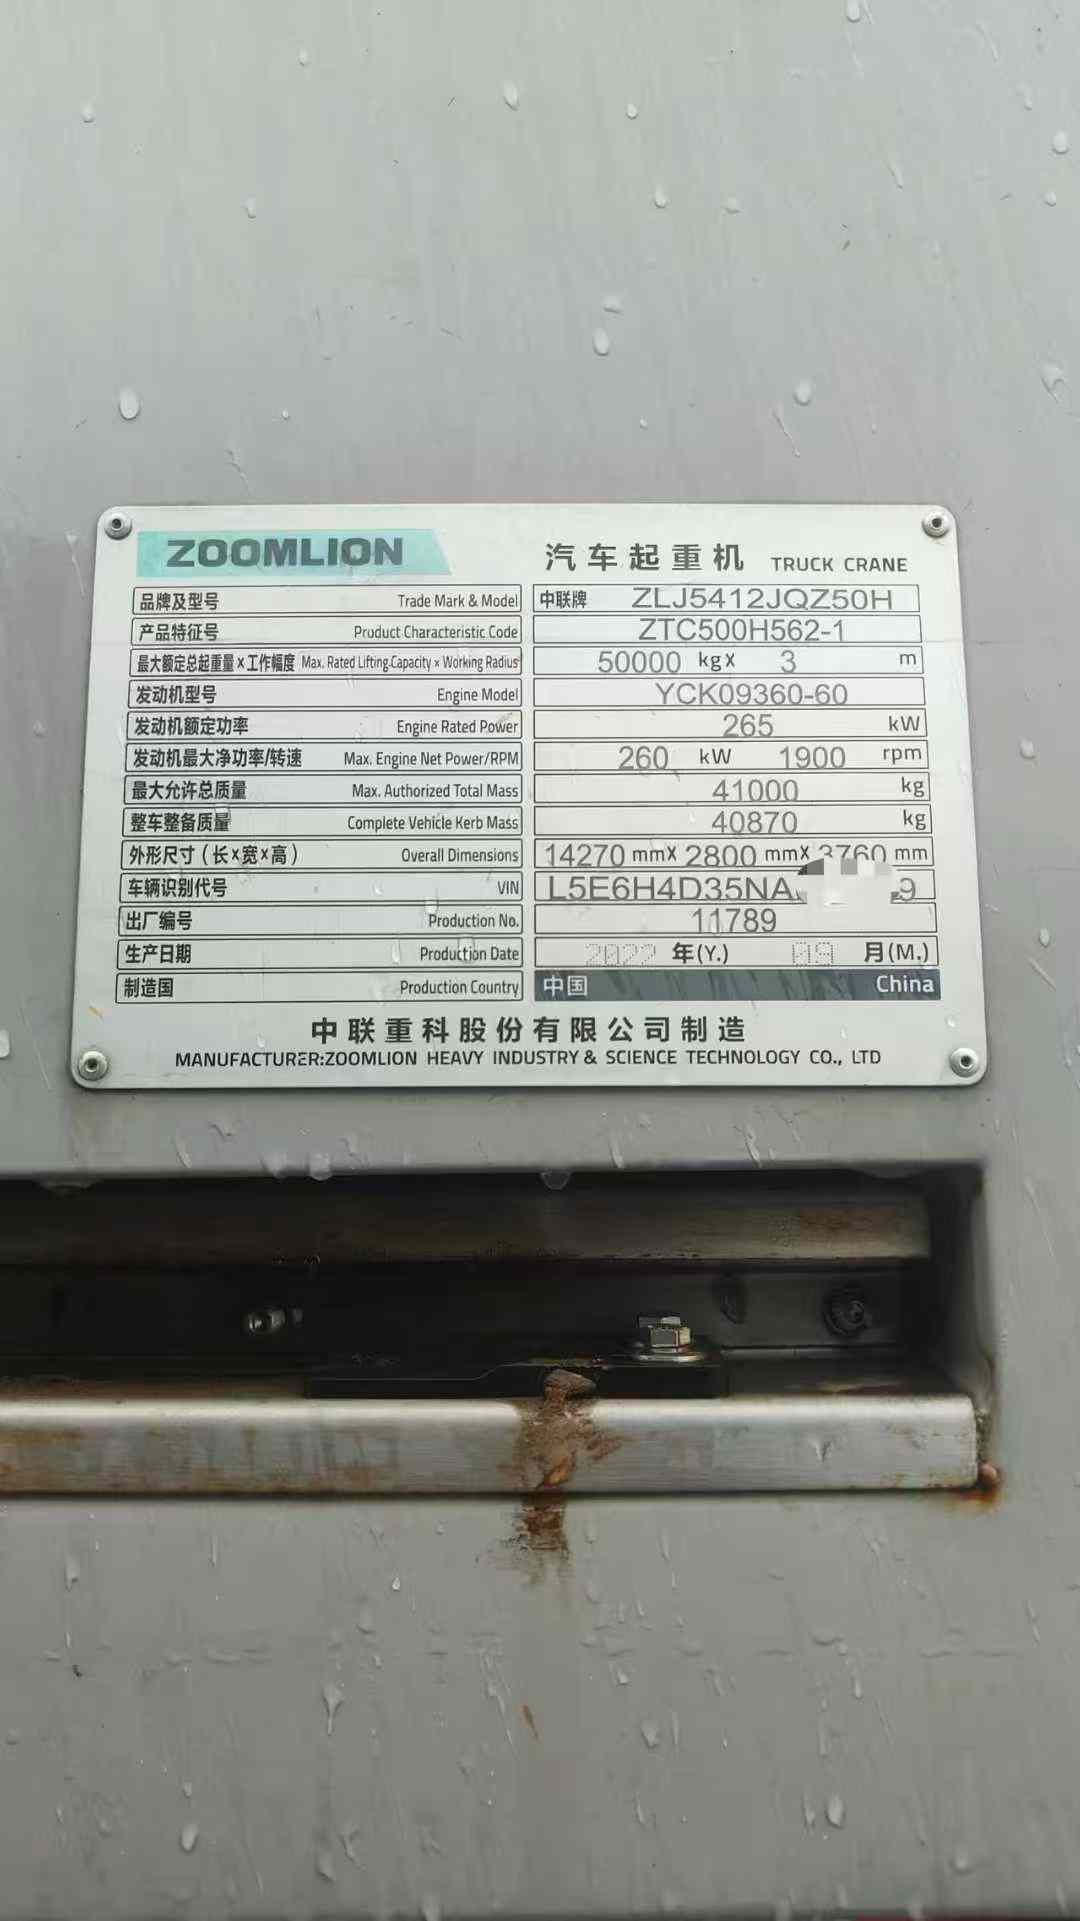 ZOOMLION 汽车起重机 TRUCK CRANE
品牌及型号 Trade Mark & Model 中联牌 ZLJ5412JQZ50H
产品特征号 Product Characteristic Code ZTC500H562-1
最大额定总起重量×工作幅度 Max. Rated Lifting.Capacity × Working Radius 50000 kg× 3 m
发动机型号 Engine Model YCK09360-60
发动机额定功率 Engine Rated Power 265 kW
发动机最大净功率/转速 Max. Engine Net Power/RPM 260 kW 1900 rpm
最大允许总质量 Max. Authorized Total Mass 41000 kg
整车整备质量 Complete Vehicle Kerb Mass 40870 kg
外形尺寸(长×宽×高) Overall Dimensions 14270 mm× 2800 mm× 3760 mm
车辆识别代号 VIN L5E6H4D35NA 9
出厂编号 Production No. 11789
生产日期 Production Date 2022 年(Y.) 09 月(M.)
制造国 Production Country 中国 China
中联重科股份有限公司制造
MANUFACTURER:ZOOMLION HEAVY INDUSTRY & SCIENCE TECHNOLOGY CO., LTD